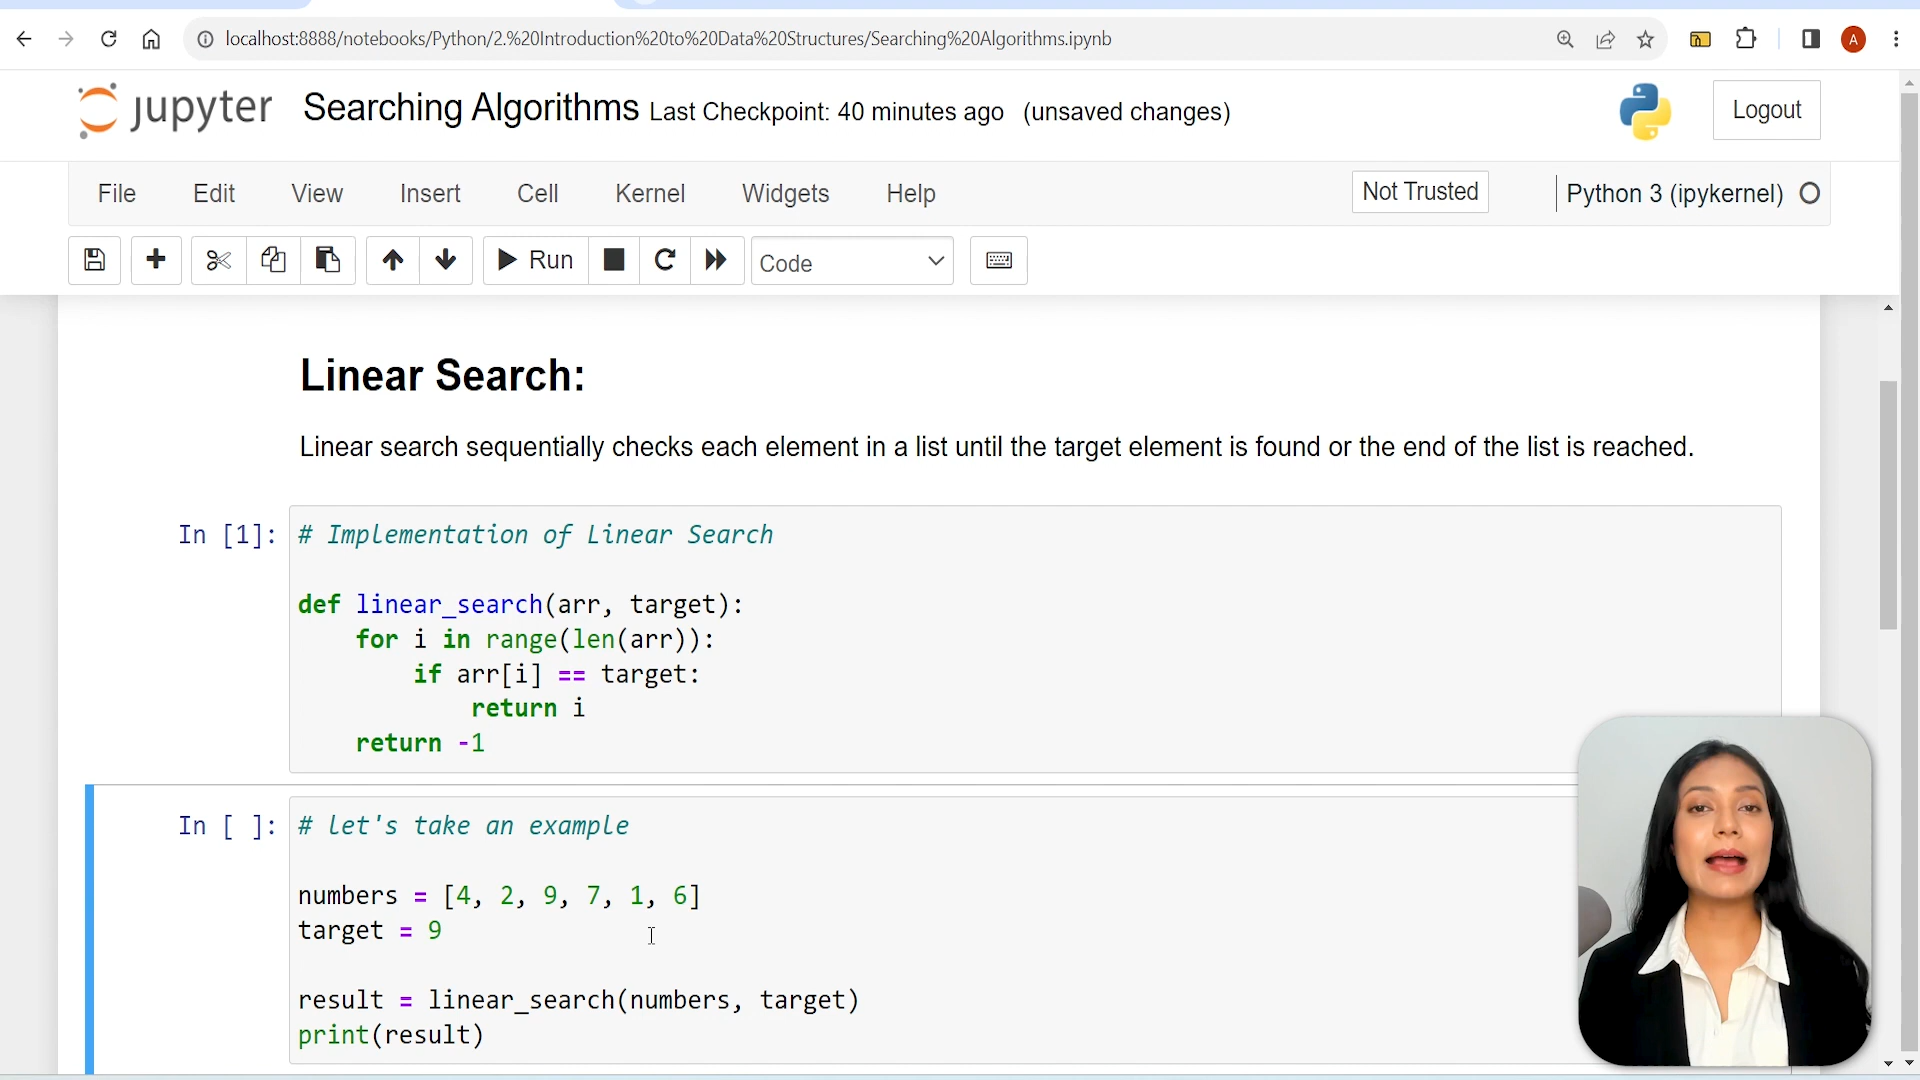 localhost:8888/notebooks/Python/2.%20Introduction%20to%20Data%20Structures/Searching%20Algorithms.ipynb
A
jupyter Searching Algorithms Last Checkpoint: 40 minutes ago (unsaved changes)
Logout
File Edit View Insert Cell Kernel Widgets Help
Not Trusted
Python 3 (ipykernel)
Run
Code
Linear Search:
Linear search sequentially checks each element in a list until the target element is found or the end of the list is reached.
In [1]: # Implementation of Linear Search
def linear_search(arr, target):
    for i in range(len(arr)):
        if arr[i] == target:
            return i
    return -1
In [ ]: # let's take an example
numbers = [4, 2, 9, 7, 1, 6]
target = 9
result = linear_search(numbers, target)
print(result)